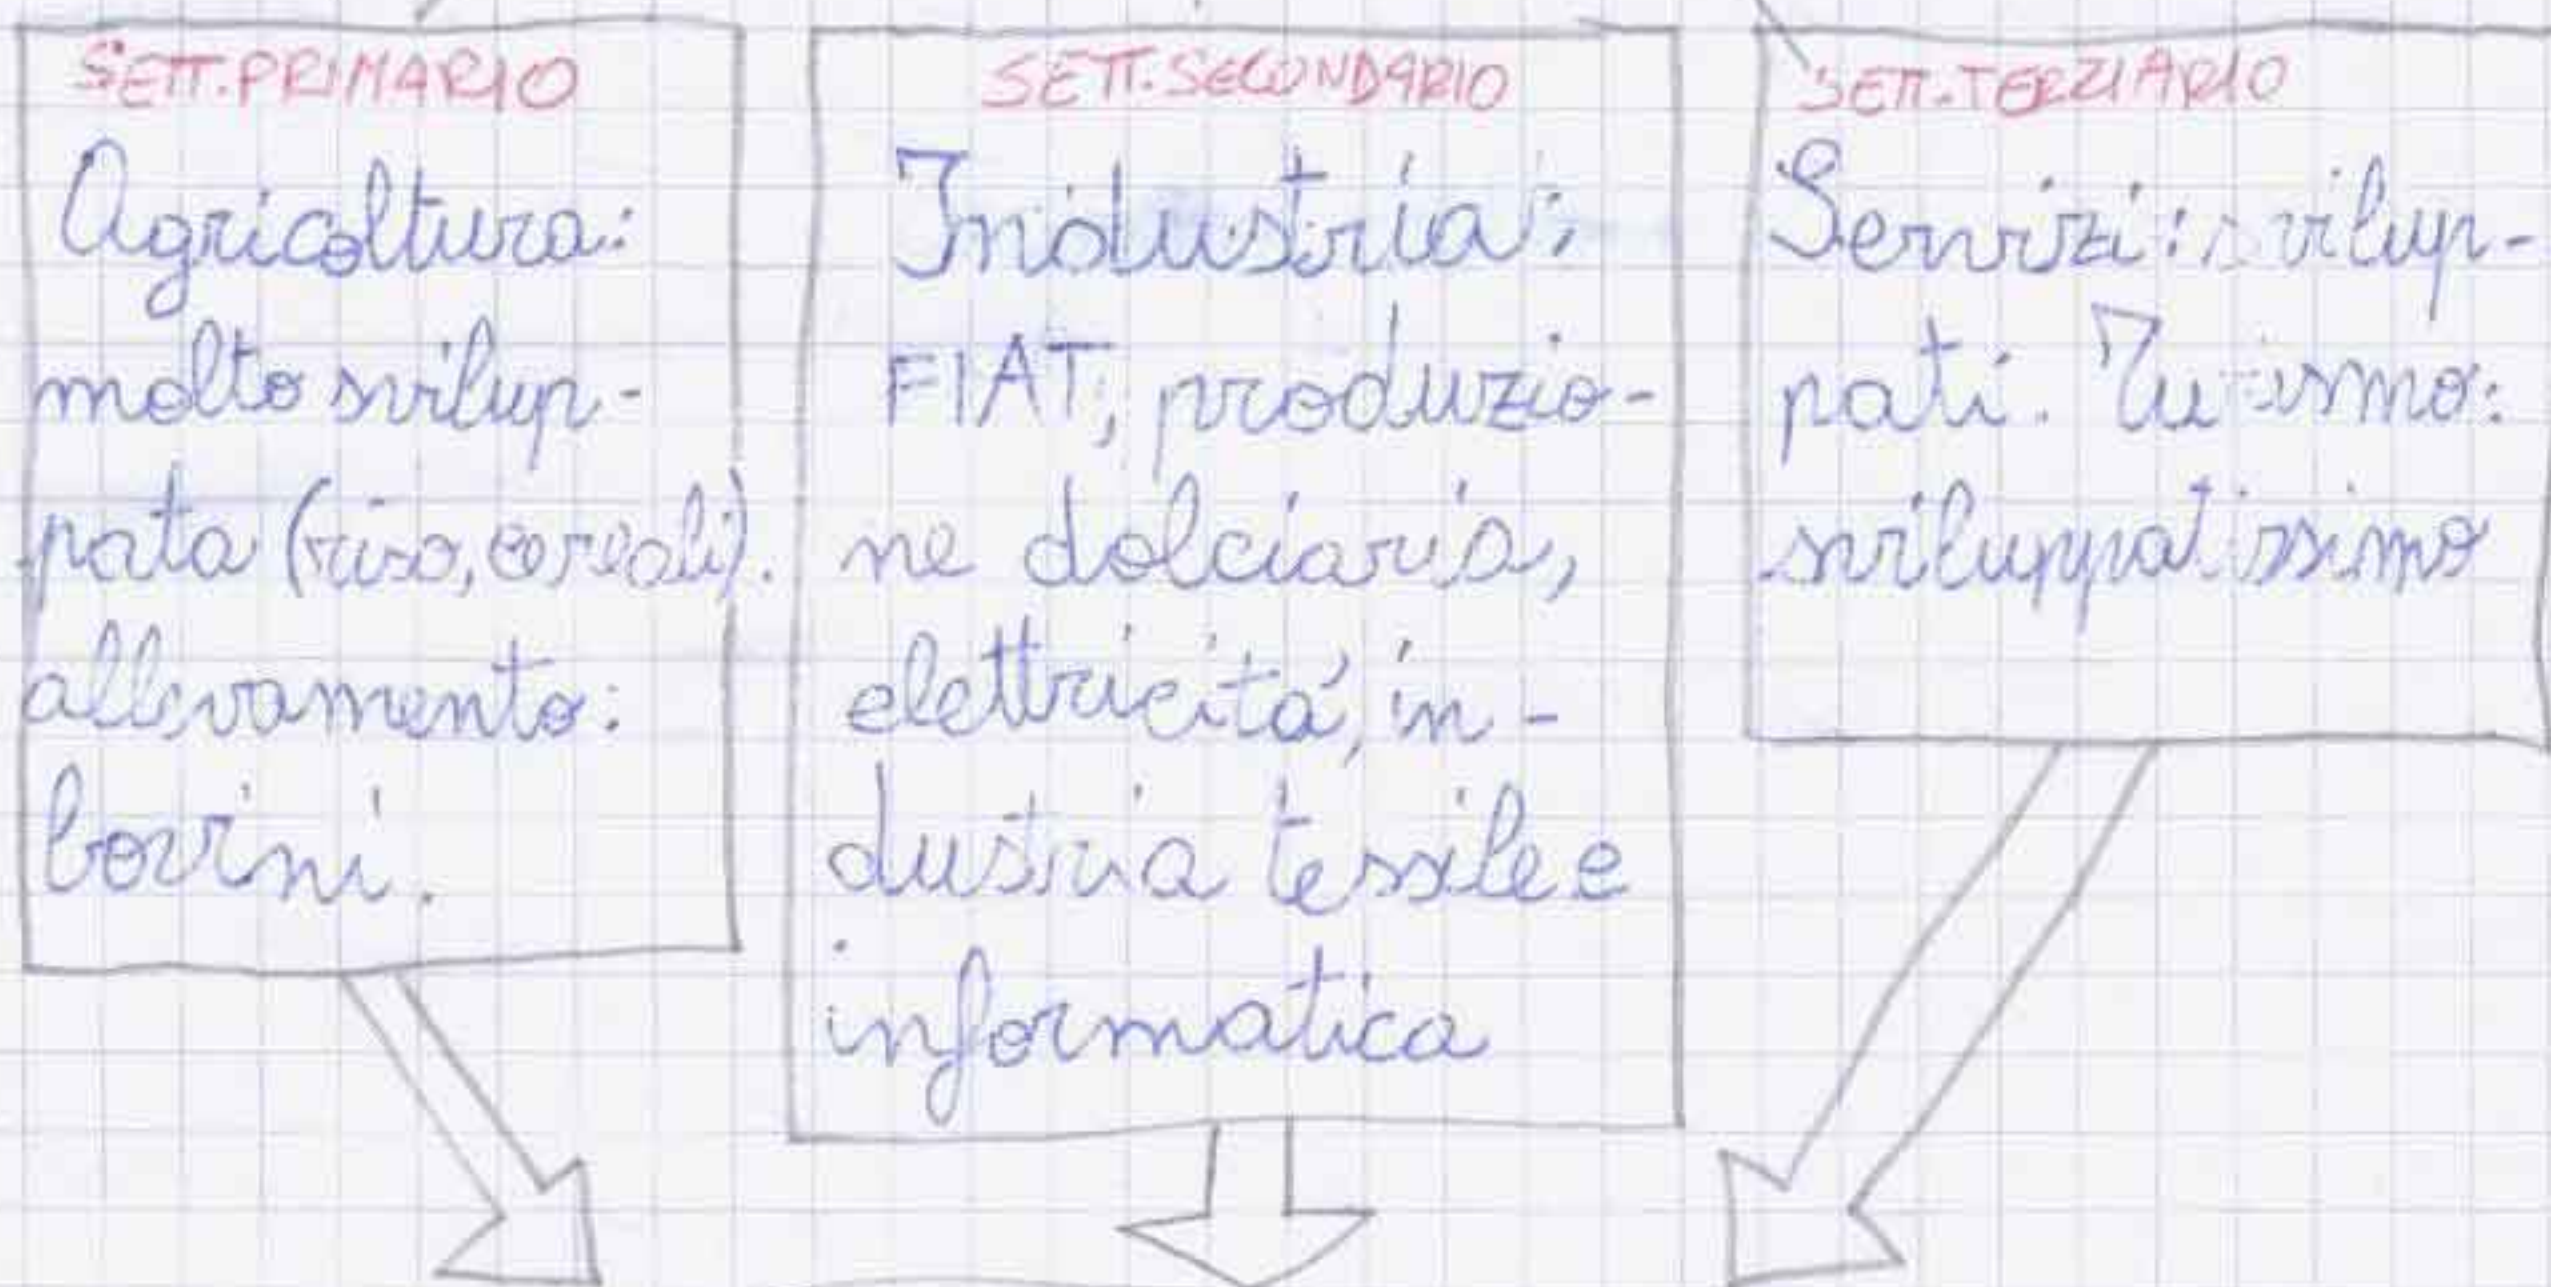 SETT.PRIMARIO
Agricoltura:
molto svilup-
pata (riso, cereali).
allevamento:
bovini.
SETT.SECONDARIO
Industria:
FIAT, produzio-
ne dolciaria,
elettricitá, in-
dustria tessile e
informatica
SETT.TERZIARIO
Servizi: svilup-
pati. Turismo:
sviluppatissimo